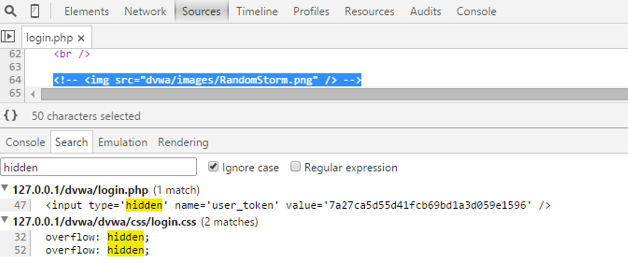 Elements Network Sources Timeline Profiles Resources Audits Console
login.php ×
62 <br />
63
64 <!-- <img src="dvwa/images/RandomStorm.png" /> -->
65
{} 50 characters selected
Console Search Emulation Rendering
hidden Ignore case Regular expression
127.0.0.1/dvwa/login.php (1 match)
47 <input type='hidden' name='user_token' value='7a27ca5d55d41fcb69bd1a3d059e1596' />
127.0.0.1/dvwa/dvwa/css/login.css (2 matches)
32 overflow: hidden;
52 overflow: hidden;